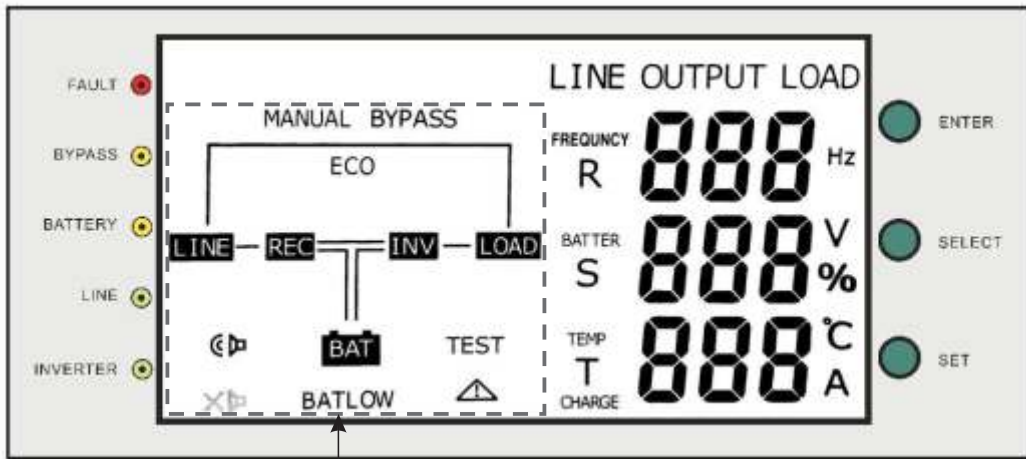 FAULT
BYPASS
BATTERY
LINE
INVERTER
MANUAL BYPASS
ECO
LINE REC INV LOAD
BAT
TEST
BATLOW
LINE OUTPUT LOAD
FREQUNCY
R
888
Hz
BATTER
S
888
V
%
TEMP
T
CHARGE
888
℃
A
ENTER
SELECT
SET